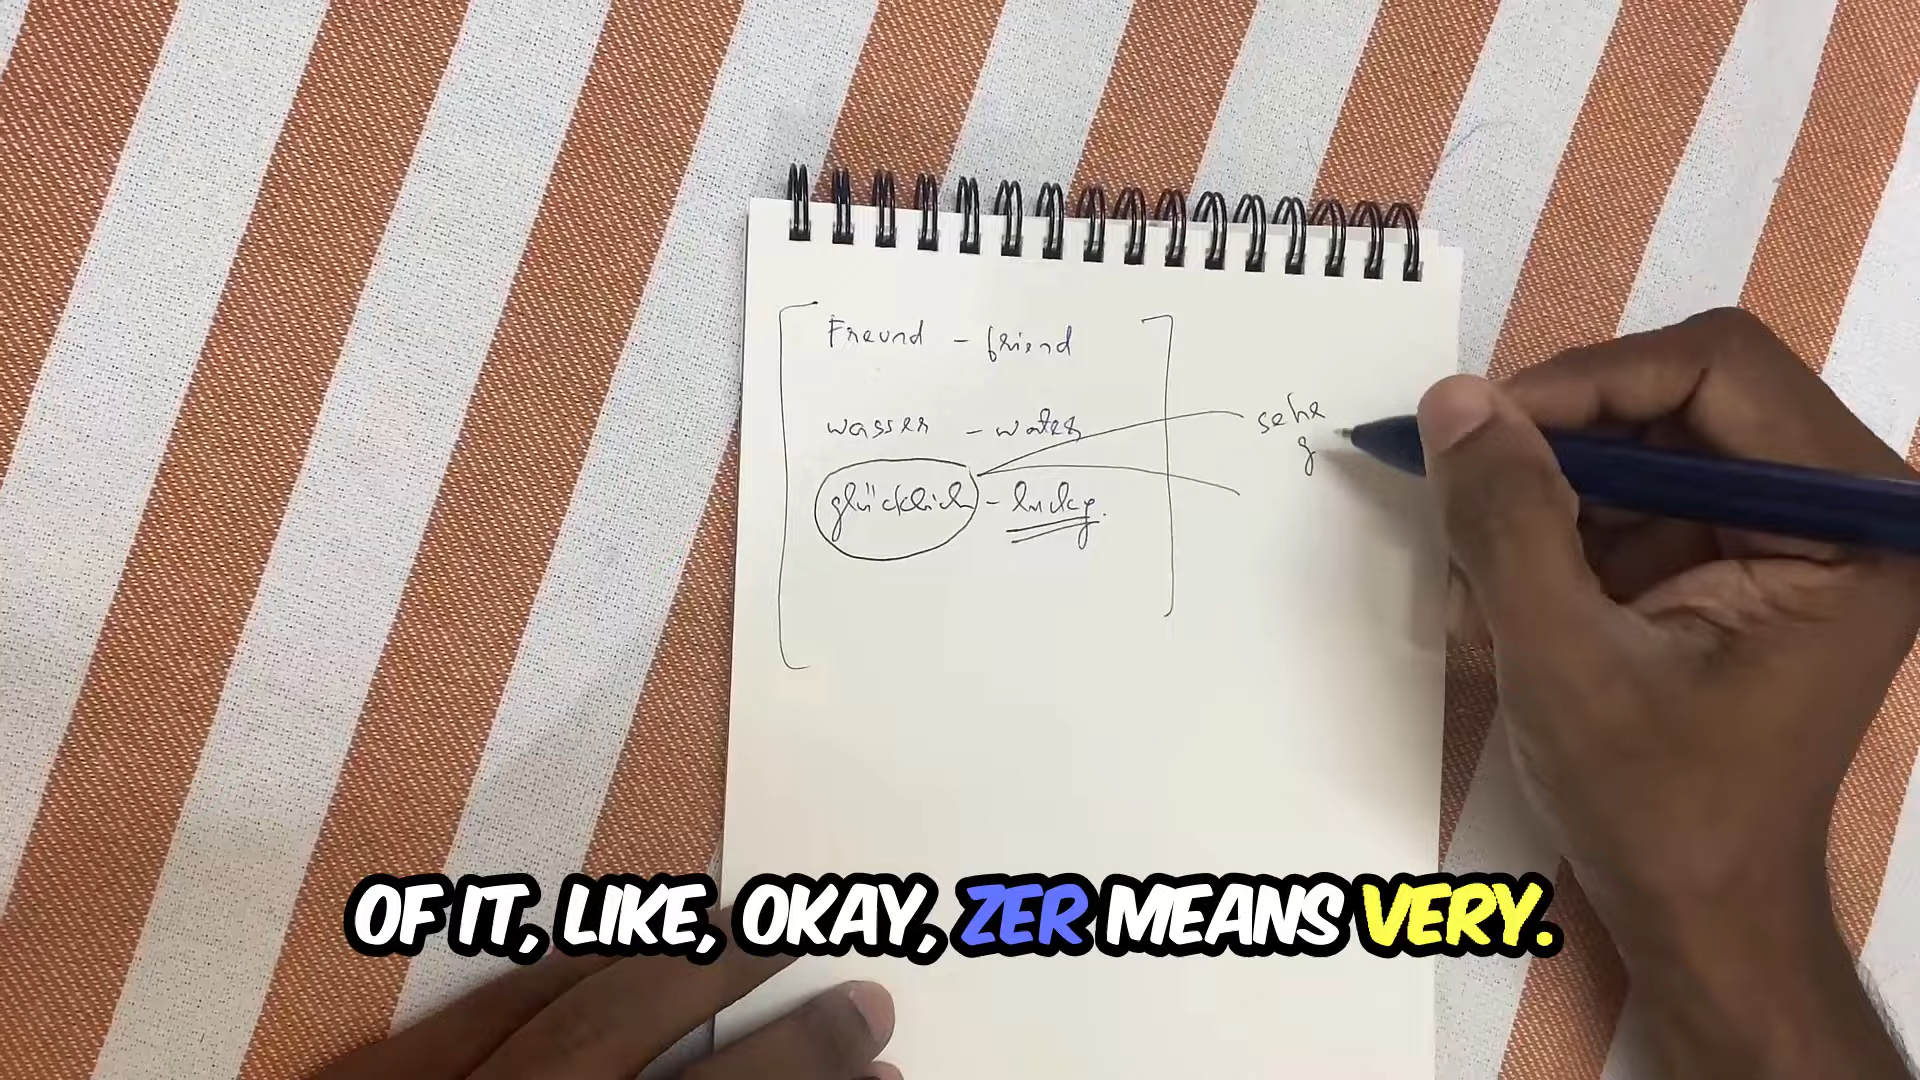 Freund - friend
wasser - water
glücklich - lucky.
sehr
g
OF IT, LIKE, OKAY, ZER MEANS VERY.